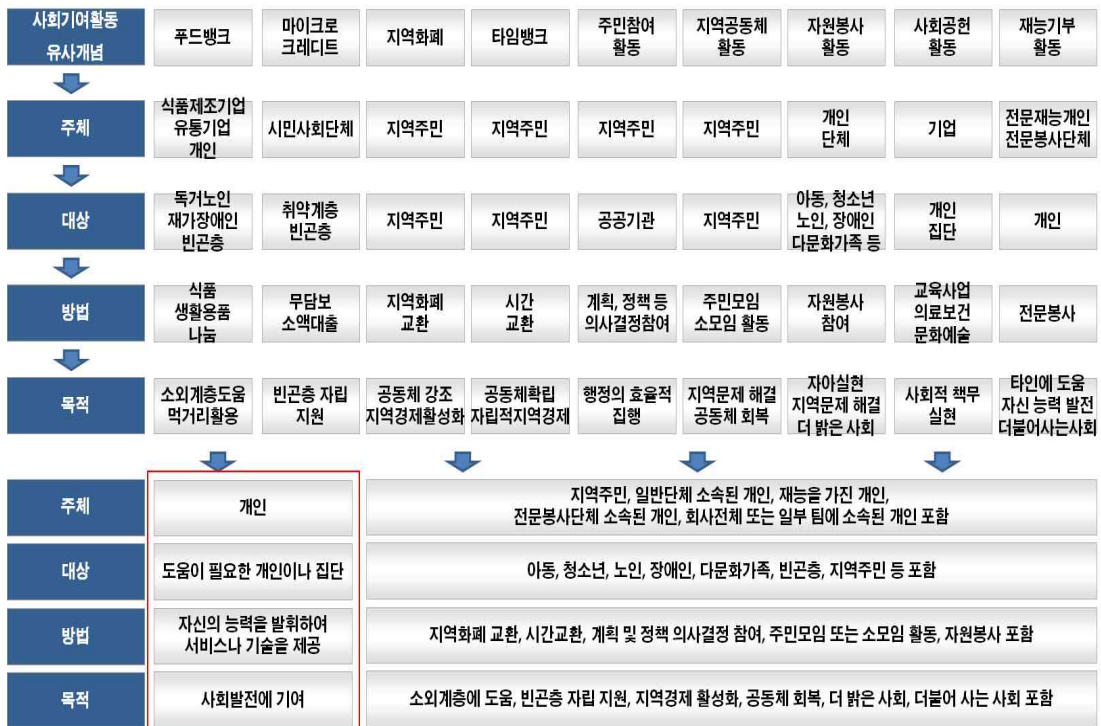 사회기여활동
유사개념
푸드뱅크
마이크로
크레디트
지역화폐
타임뱅크
주민참여
활동
지역공동체
활동
자원봉사
활동
사회공헌
활동
재능기부
활동
주체
식품제조기업
유통기업
개인
시민사회단체
지역주민
지역주민
지역주민
지역주민
개인
단체
기업
전문재능개인
전문봉사단체
대상
독거노인
재가장애인
빈곤층
취약계층
빈곤층
지역주민
지역주민
공공기관
지역주민
아동, 청소년
노인, 장애인
다문화가족 등
개인
집단
개인
방법
식품
생활용품
나눔
무담보
소액대출
지역화폐
교환
시간
교환
계획, 정책 등
의사결정참여
주민모임
소모임 활동
자원봉사
참여
교육사업
의료보건
문화예술
전문봉사
목적
소외계층도움
먹거리활용
빈곤층 자립
지원
공동체 강조
지역경제활성화
공동체확립
자립적지역경제
행정의 효율적
집행
지역문제 해결
공동체 회복
자아실현
지역문제 해결
더 밝은 사회
사회적 책무
실현
타인에 도움
자신 능력 발전
더불어사는사회
주체
개인
지역주민, 일반단체 소속된 개인, 재능을 가진 개인,
전문봉사단체 소속된 개인, 회사전체 또는 일부 팀에 소속된 개인 포함
대상
도움이 필요한 개인이나 집단
아동, 청소년, 노인, 장애인, 다문화가족, 빈곤층, 지역주민 등 포함
방법
자신의 능력을 발휘하여
서비스나 기술을 제공
지역화폐 교환, 시간교환, 계획 및 정책 의사결정 참여, 주민모임 또는 소모임 활동, 자원봉사 포함
목적
사회발전에 기여
소외계층에 도움, 빈곤층 자립 지원, 지역경제 활성화, 공동체 회복, 더 밝은 사회, 더불어 사는 사회 포함